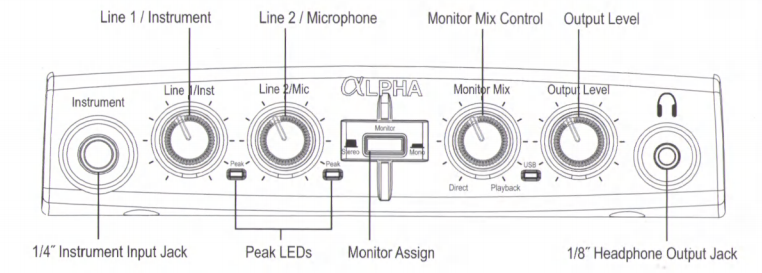 Line 1 / Instrument
Line 2 / Microphone
Monitor Mix Control
Output Level
Instrument
Line 1/Inst
Line 2/Mic
αLPHA
Monitor Mix
Output Level
Monitor
Stereo
Mono
Peak
Peak
USB
Direct
Playback
1/4˝ Instrument Input Jack
Peak LEDs
Monitor Assign
1/8˝ Headphone Output Jack